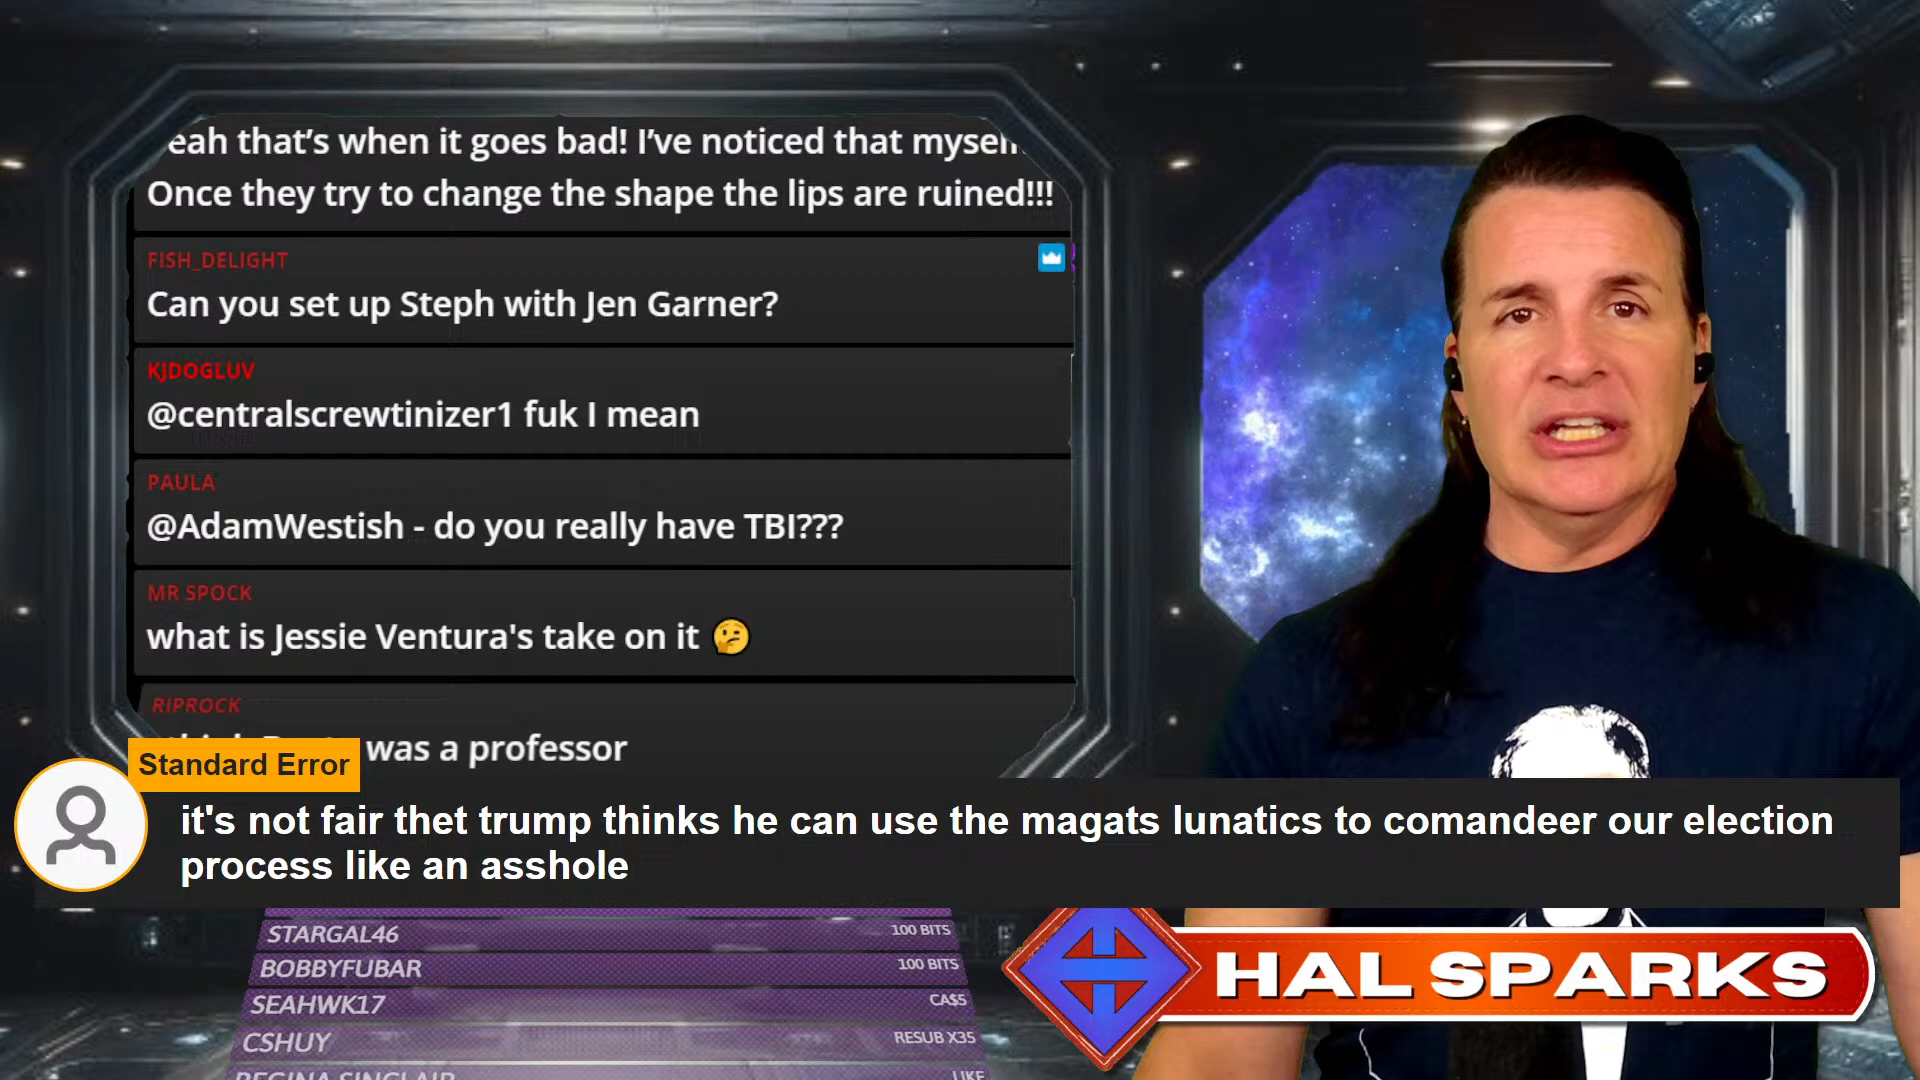 eah that's when it goes bad! I've noticed that myself
Once they try to change the shape the lips are ruined!!!
FISH_DELIGHT
Can you set up Steph with Jen Garner?
KJDOGLUV
@centralscrewtinizer1 fuk I mean
PAULA
@AdamWestish - do you really have TBI???
MR SPOCK
what is Jessie Ventura's take on it 🤔
RIPROCK
was a professor
Standard Error
it's not fair thet trump thinks he can use the magats lunatics to comandeer our election
process like an asshole
STARGAL46 100 BITS
BOBBYFUBAR 100 BITS
SEAHWK17 CA$5
CSHUY RESUB X35
REGINA SINCLAIR LIKE
HAL SPARKS